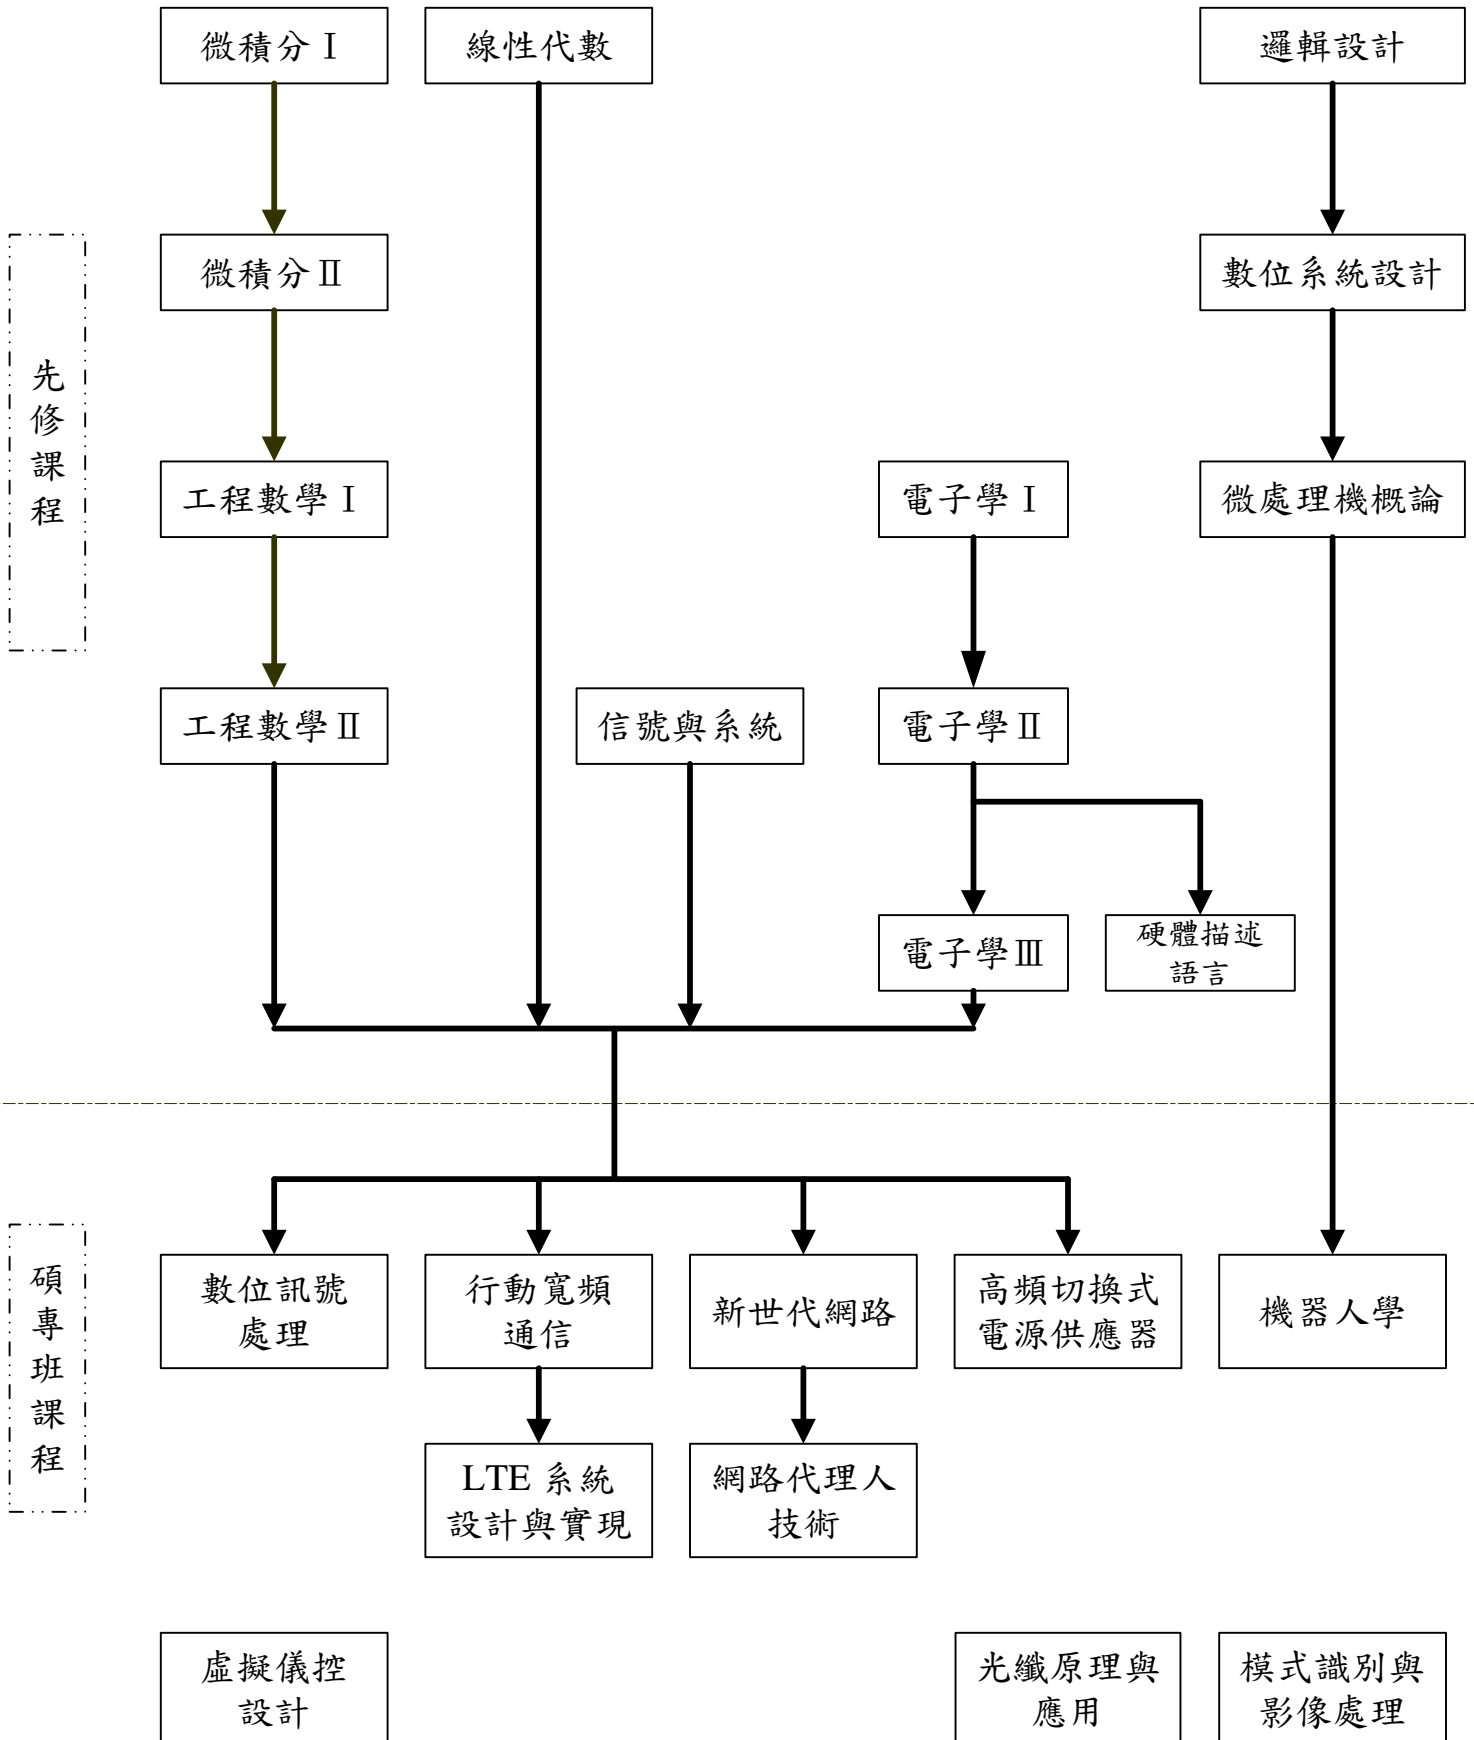 微積分Ⅰ
線性代數
邏輯設計
微積分Ⅱ
數位系統設計
先修課程
工程數學Ⅰ
電子學Ⅰ
微處理機概論
工程數學Ⅱ
信號與系統
電子學Ⅱ
電子學Ⅲ
硬體描述
語言
碩專班課程
數位訊號
處理
行動寬頻
通信
新世代網路
高頻切換式
電源供應器
機器人學
LTE 系統
設計與實現
網路代理人
技術
虛擬儀控
設計
光纖原理與
應用
模式識別與
影像處理